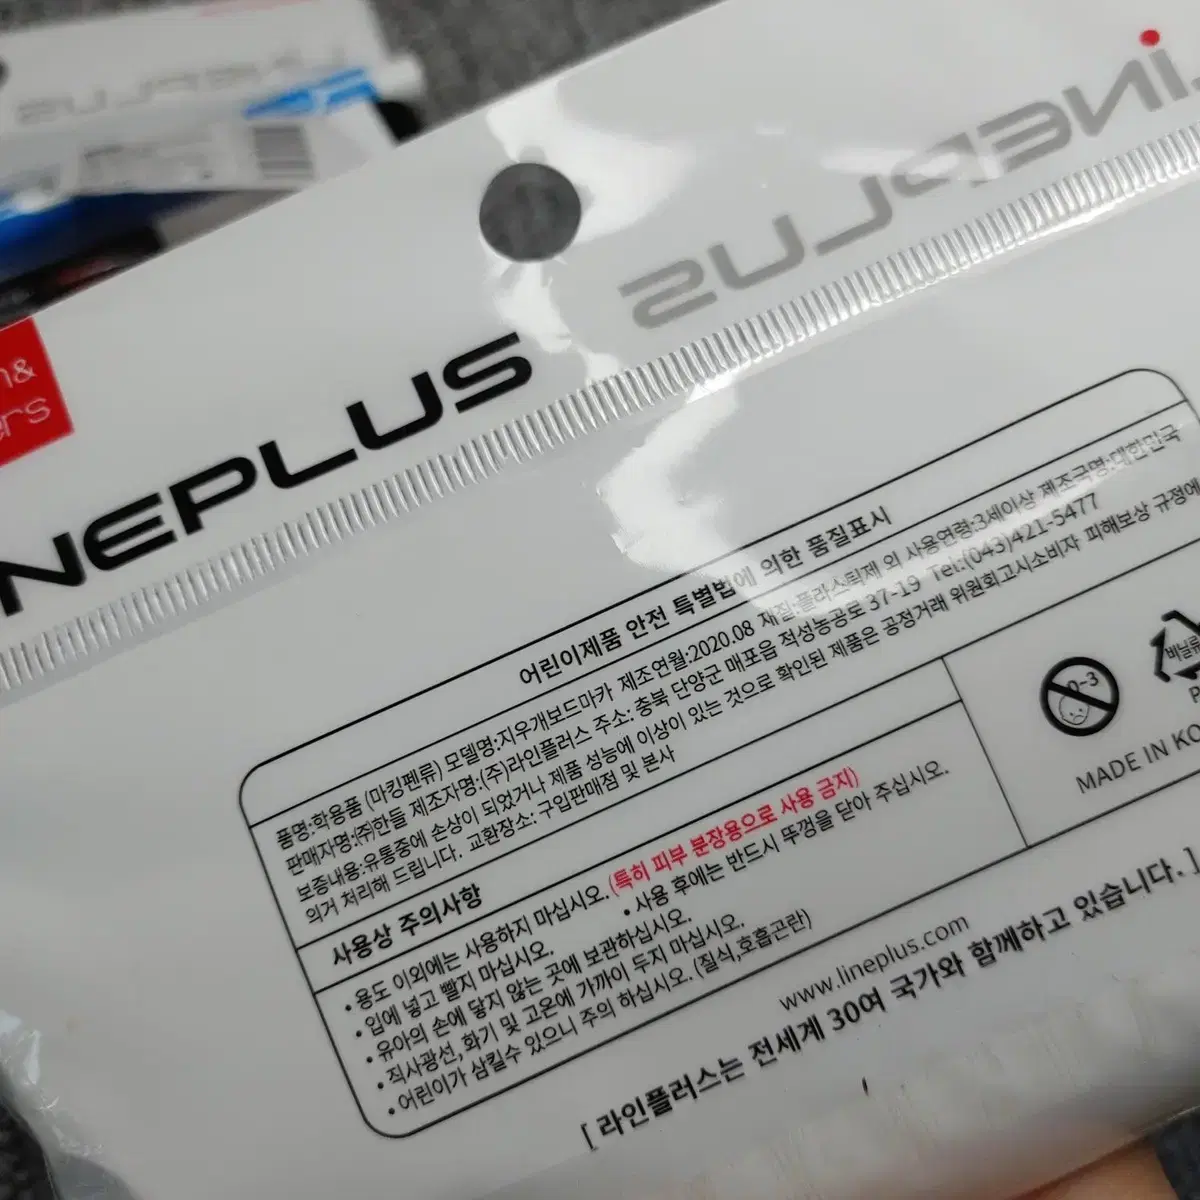 LINEPLUS
n&
ers
NEPLUS
어린이제품 안전 특별법에 의한 품질표시
품명:학용품 (마킹펜류) 모델명:지우개보드마카 제조연월:2020.08 재질:플라스틱제 외 사용연령:3세이상 제조국명:대한민국
판매자명:㈜한들 제조자명:(주)라인플러스 주소: 충북 단양군 매포읍 적성농공로 37-19 Tel:(043)421-5477
보증내용:유통중에 손상이 되었거나 제품 성능에 이상이 있는 것으로 확인된 제품은 공정거래 위원회고시소비자 피해보상 규정에
의거 처리해 드립니다. 교환장소: 구입판매점 및 본사
사용상 주의사항
• 용도 이외에는 사용하지 마십시오. (특히 피부 분장용으로 사용 금지)
• 입에 넣고 빨지 마십시오. • 사용 후에는 반드시 뚜껑을 닫아 주십시오.
• 유아의 손에 닿지 않는 곳에 보관하십시오.
• 직사광선, 화기 및 고온에 가까이 두지 마십시오.
• 어린이가 삼킬수 있으니 주의 하십시오. (질식,호흡곤란)
0-3
비닐류
MADE IN KO
www.lineplus.com
[ 라인플러스는 전세계 30여 국가와 함께하고 있습니다. ]